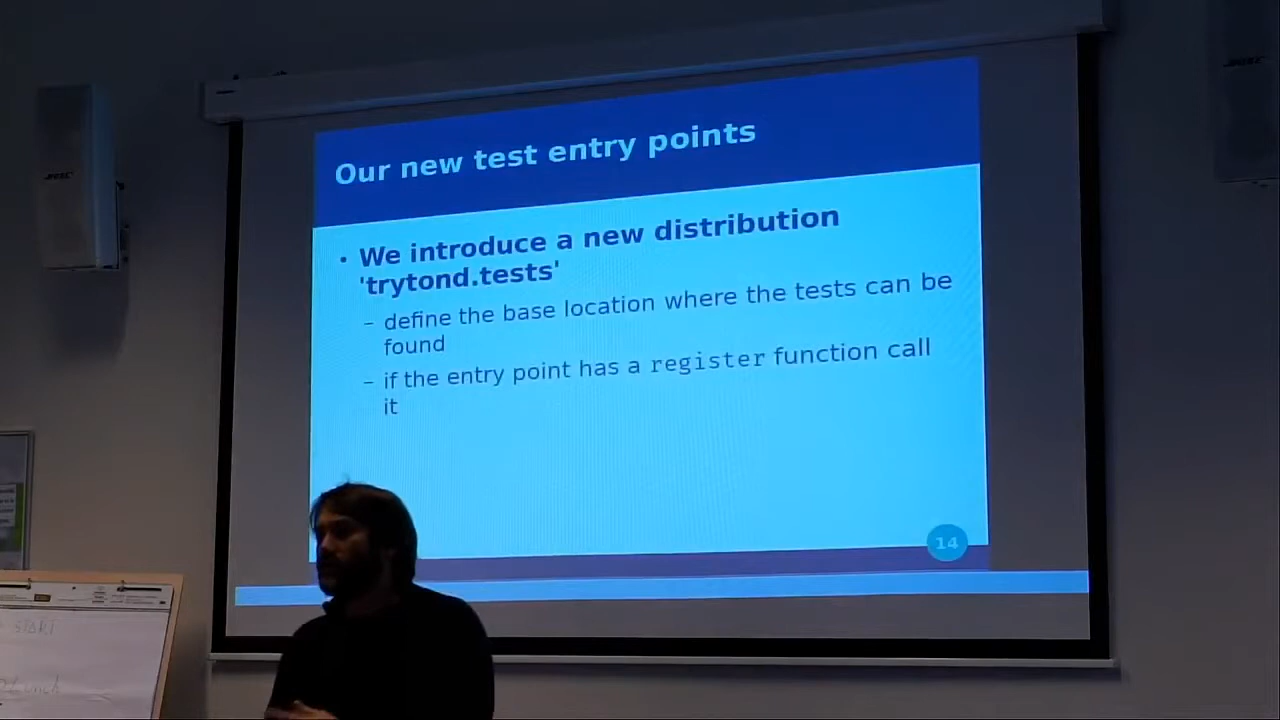 Our new test entry points
• We introduce a new distribution
'trytond.tests'
– define the base location where the tests can be
found
– if the entry point has a register function call
it
14
BOSE